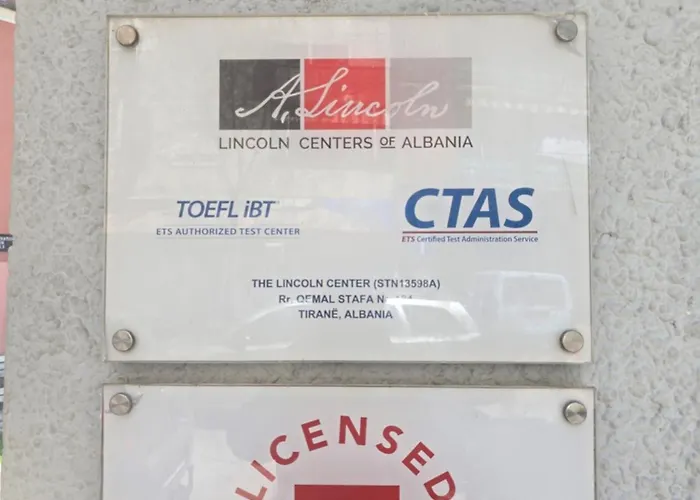 A. Lincoln
LINCOLN CENTERS OF ALBANIA
TOEFL iBT
ETS AUTHORIZED TEST CENTER
CTAS
ETS Certified Test Administration Service
THE LINCOLN CENTER (STN13598A)
Rr. QEMAL STAFA
TIRANË, ALBANIA
LICENSED